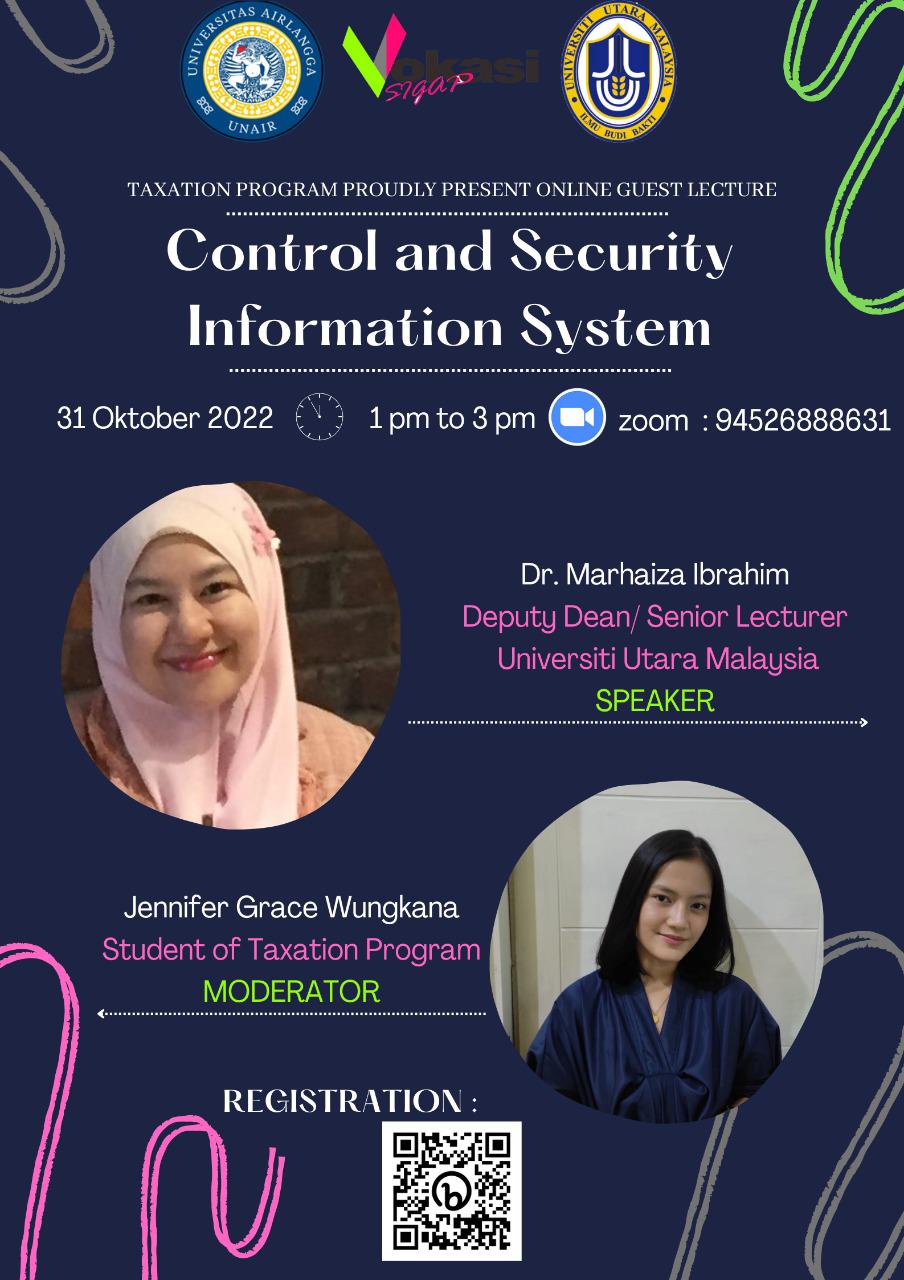 UNIVERSITAS AIRLANGGA
UNAIR
Vokasi
SIGAP
UNIVERSITI UTARA MALAYSIA
ILMU BUDI BAKTI
TAXATION PROGRAM PROUDLY PRESENT ONLINE GUEST LECTURE
Control and Security
Information System
31 Oktober 2022 1 pm to 3 pm zoom : 94526888631
Dr. Marhaiza Ibrahim
Deputy Dean/ Senior Lecturer
Universiti Utara Malaysia
SPEAKER
Jennifer Grace Wungkana
Student of Taxation Program
MODERATOR
REGISTRATION :
b